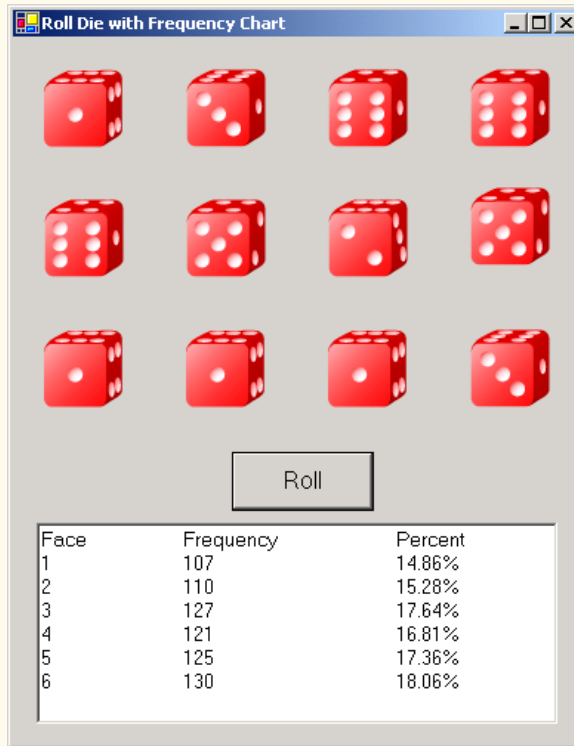 Roll Die with Frequency Chart
Roll
Face Frequency Percent
1 107 14.86%
2 110 15.28%
3 127 17.64%
4 121 16.81%
5 125 17.36%
6 130 18.06%